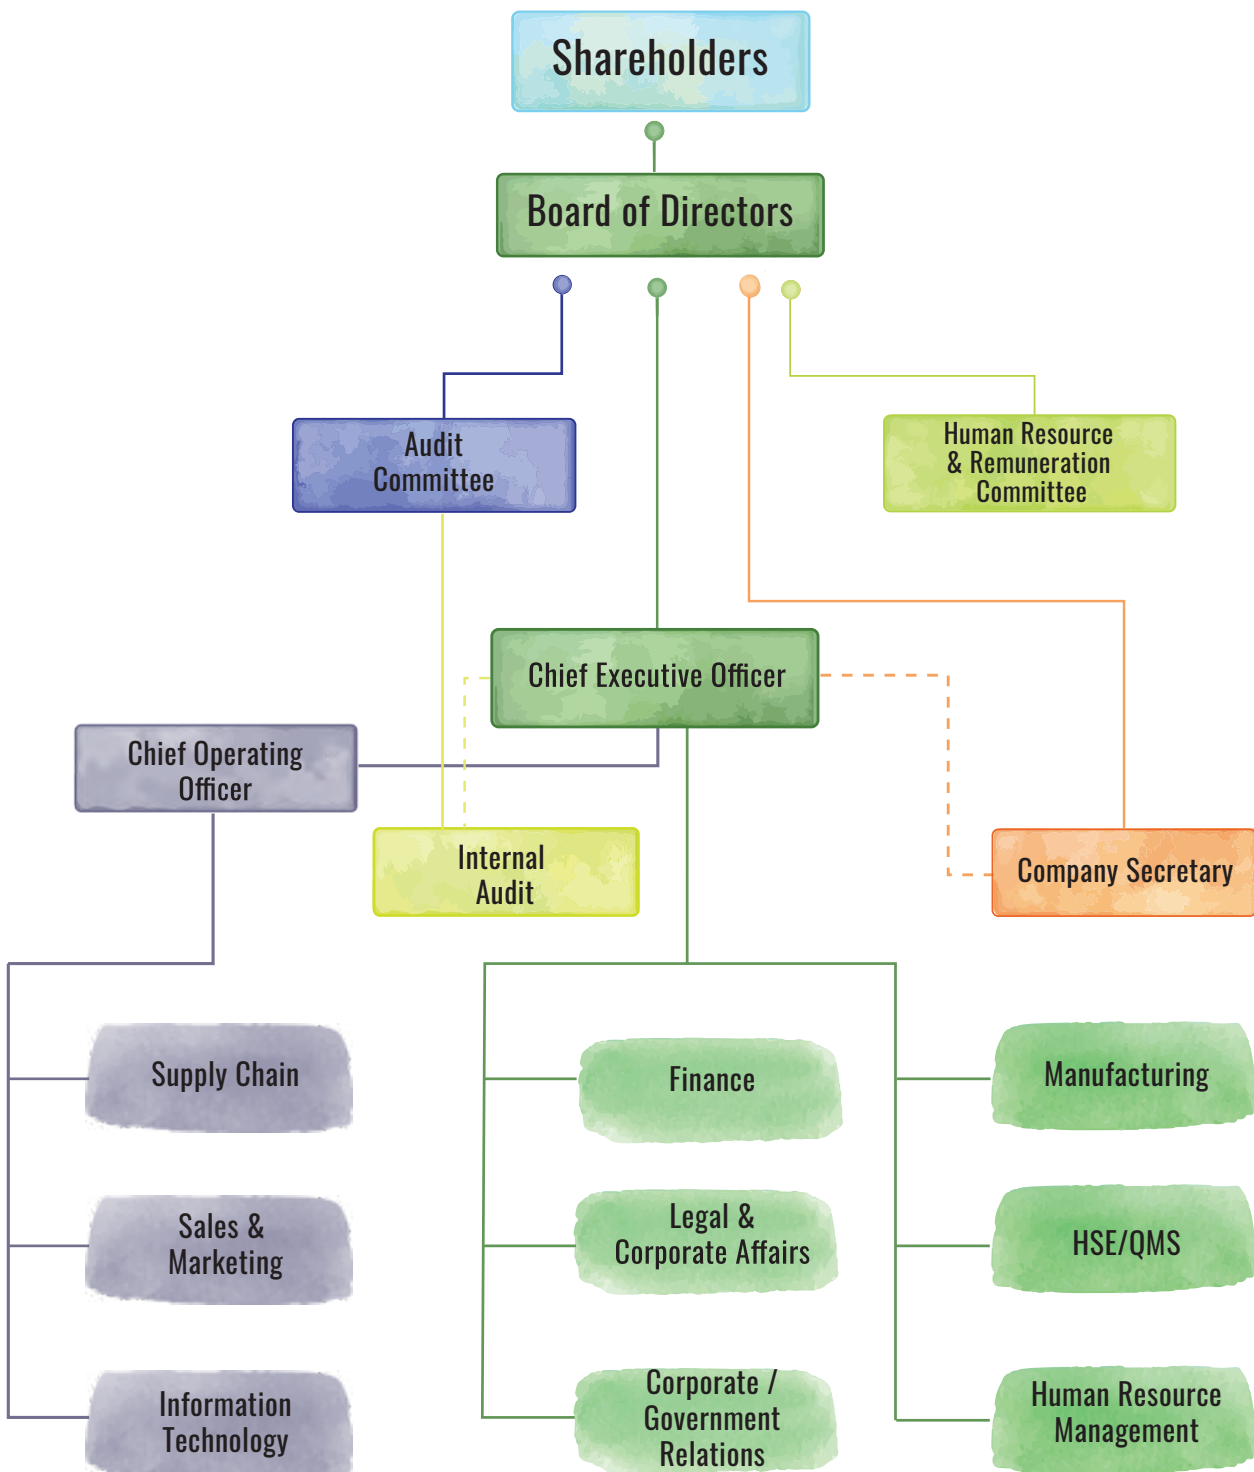 Shareholders
Board of Directors
Audit
Committee
Human Resource
& Remuneration
Committee
Chief Executive Officer
Chief Operating
Officer
Internal
Audit
Company Secretary
Supply Chain
Finance
Manufacturing
Sales &
Marketing
Legal &
Corporate Affairs
HSE/QMS
Information
Technology
Corporate /
Government
Relations
Human Resource
Management